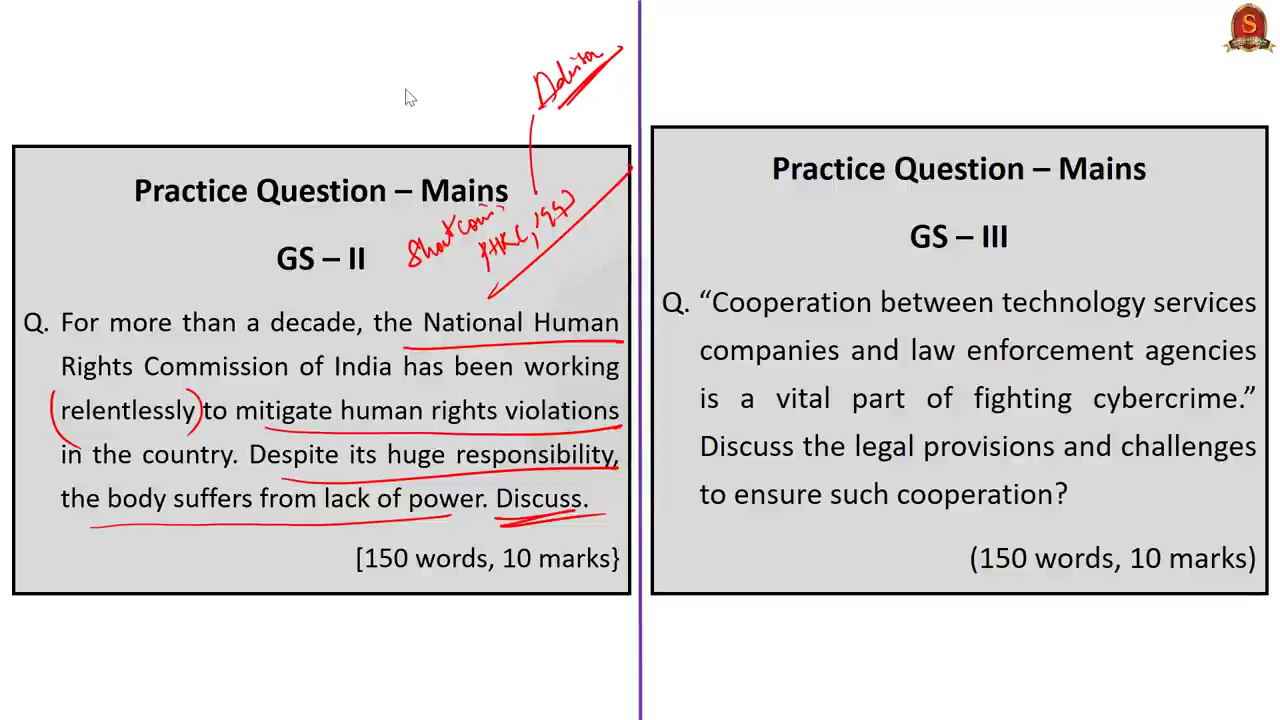 Practice Question – Mains
GS – II
Q. For more than a decade, the National Human
Rights Commission of India has been working
relentlessly to mitigate human rights violations
in the country. Despite its huge responsibility,
the body suffers from lack of power. Discuss.
[150 words, 10 marks}
S
Practice Question – Mains
GS – III
Q. “Cooperation between technology services
companies and law enforcement agencies
is a vital part of fighting cybercrime.”
Discuss the legal provisions and challenges
to ensure such cooperation?
(150 words, 10 marks)